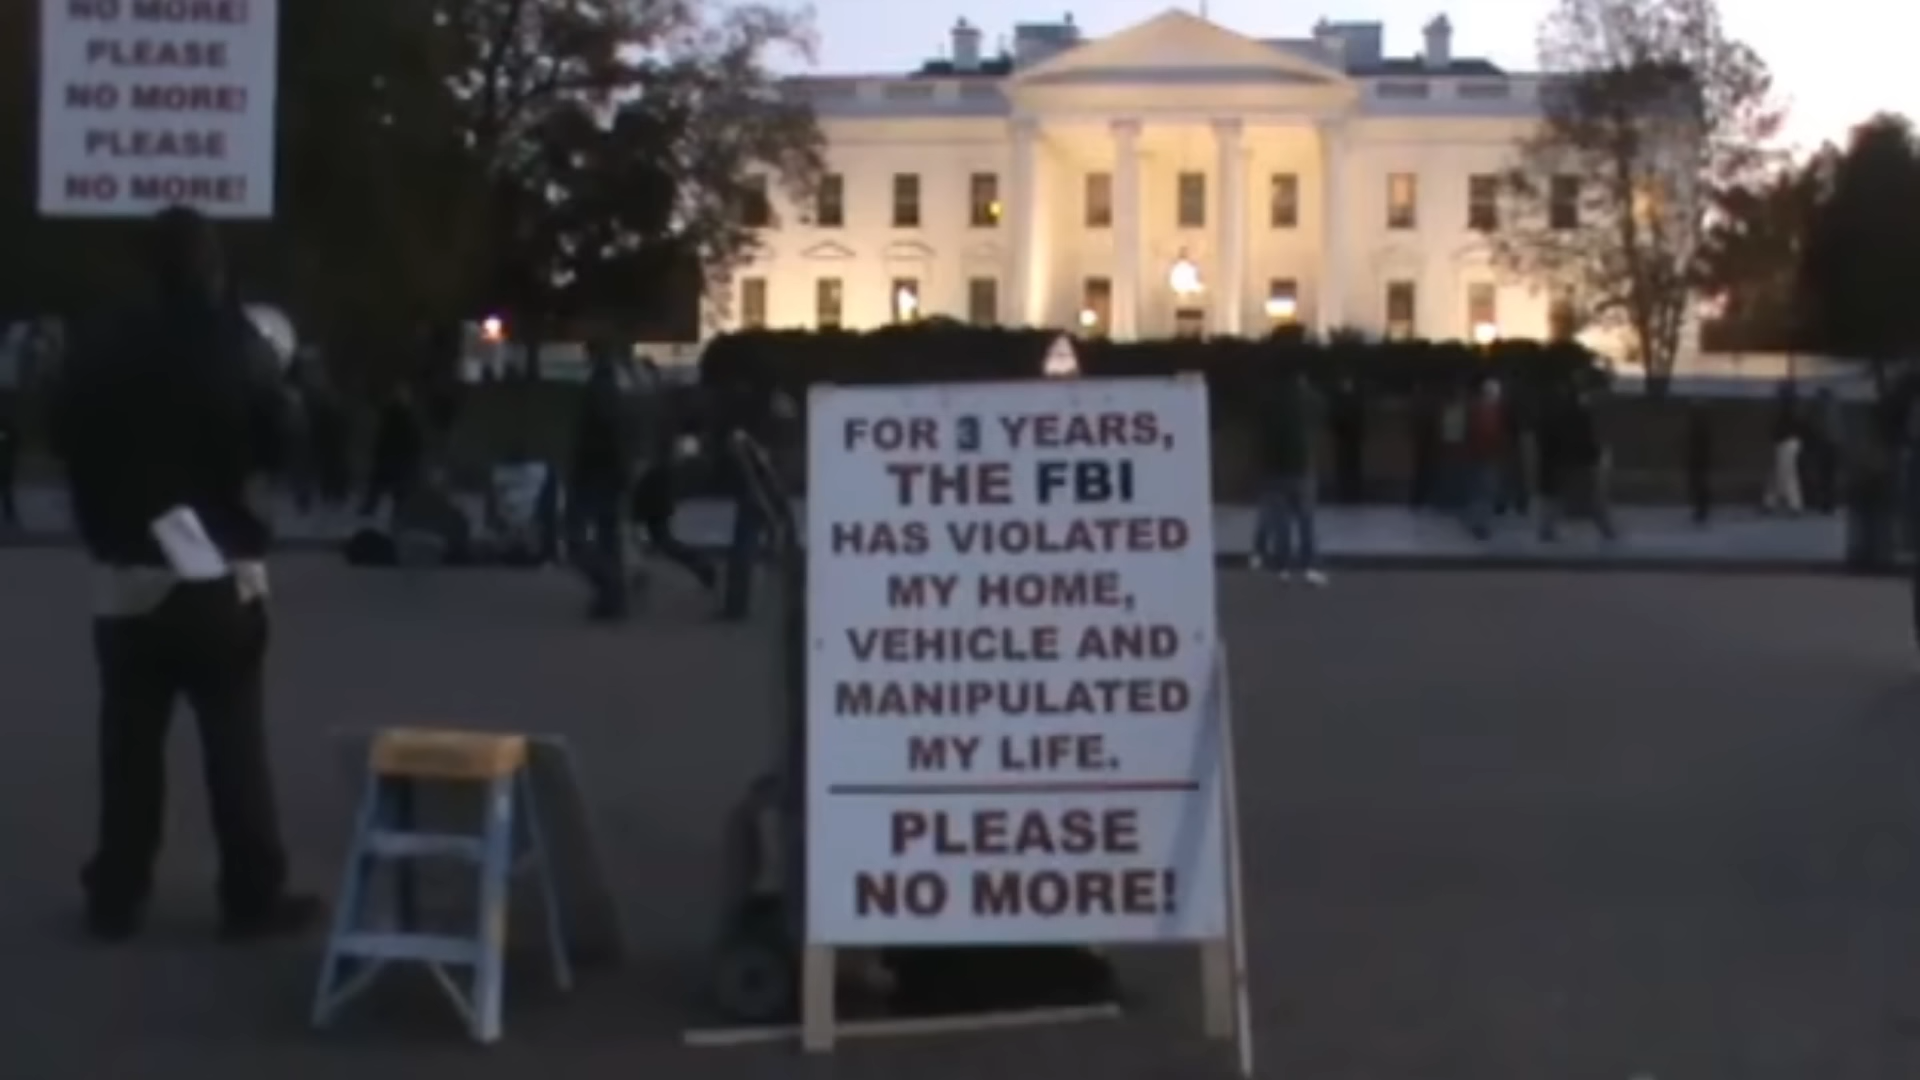 NO MORE!
PLEASE
NO MORE!
PLEASE
NO MORE!
FOR 3 YEARS,
THE FBI
HAS VIOLATED
MY HOME,
VEHICLE AND
MANIPULATED
MY LIFE.
PLEASE
NO MORE!